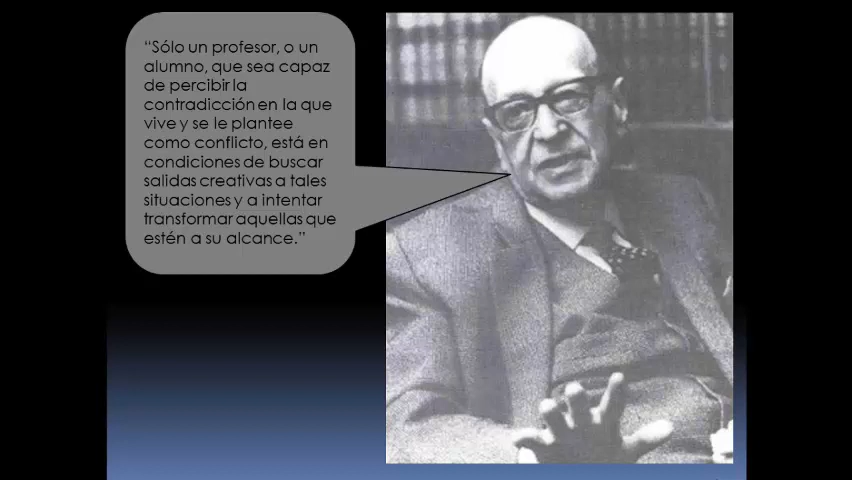 “Sólo un profesor, o un
alumno, que sea capaz
de percibir la
contradicción en la que
vive y se le plantee
como conflicto, está en
condiciones de buscar
salidas creativas a tales
situaciones y a intentar
transformar aquellas que
estén a su alcance.”